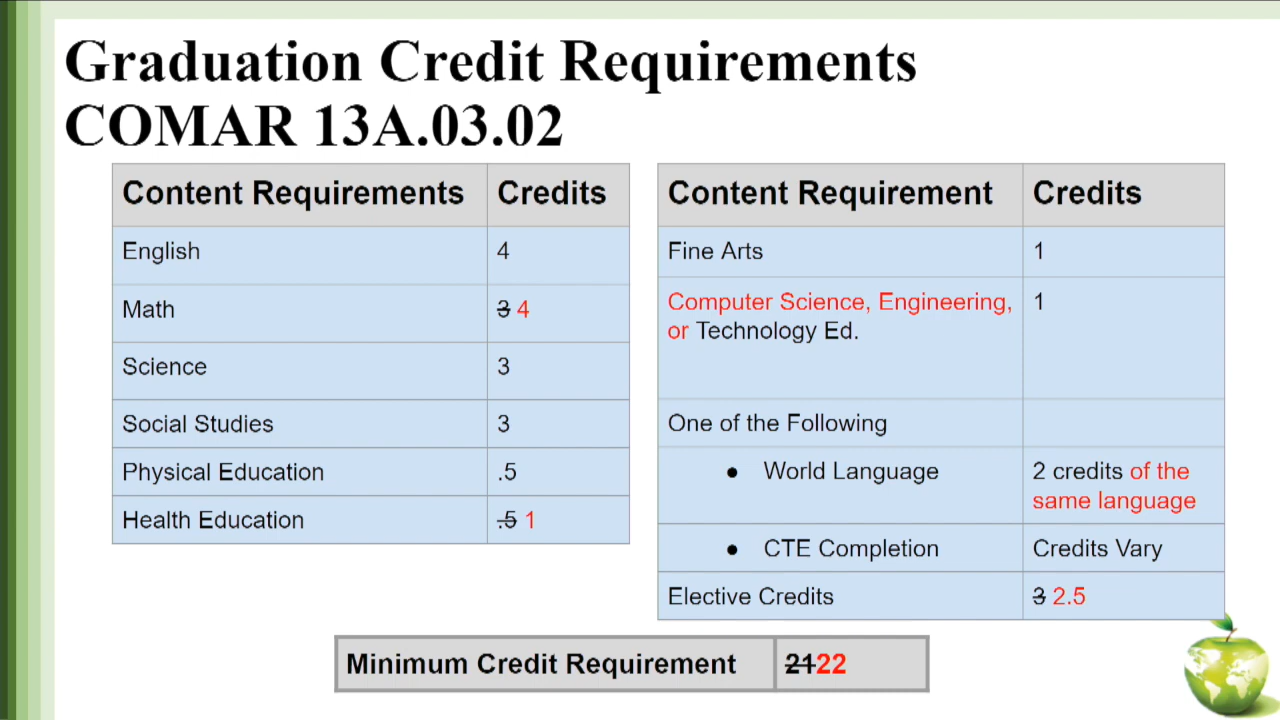 Graduation Credit Requirements
COMAR 13A.03.02
Content Requirements Credits
English 4
Math 3 4
Science 3
Social Studies 3
Physical Education .5
Health Education .5 1
Content Requirement Credits
Fine Arts 1
Computer Science, Engineering, 1
or Technology Ed.
One of the Following
● World Language 2 credits of the
same language
● CTE Completion Credits Vary
Elective Credits 3 2.5
Minimum Credit Requirement 2122